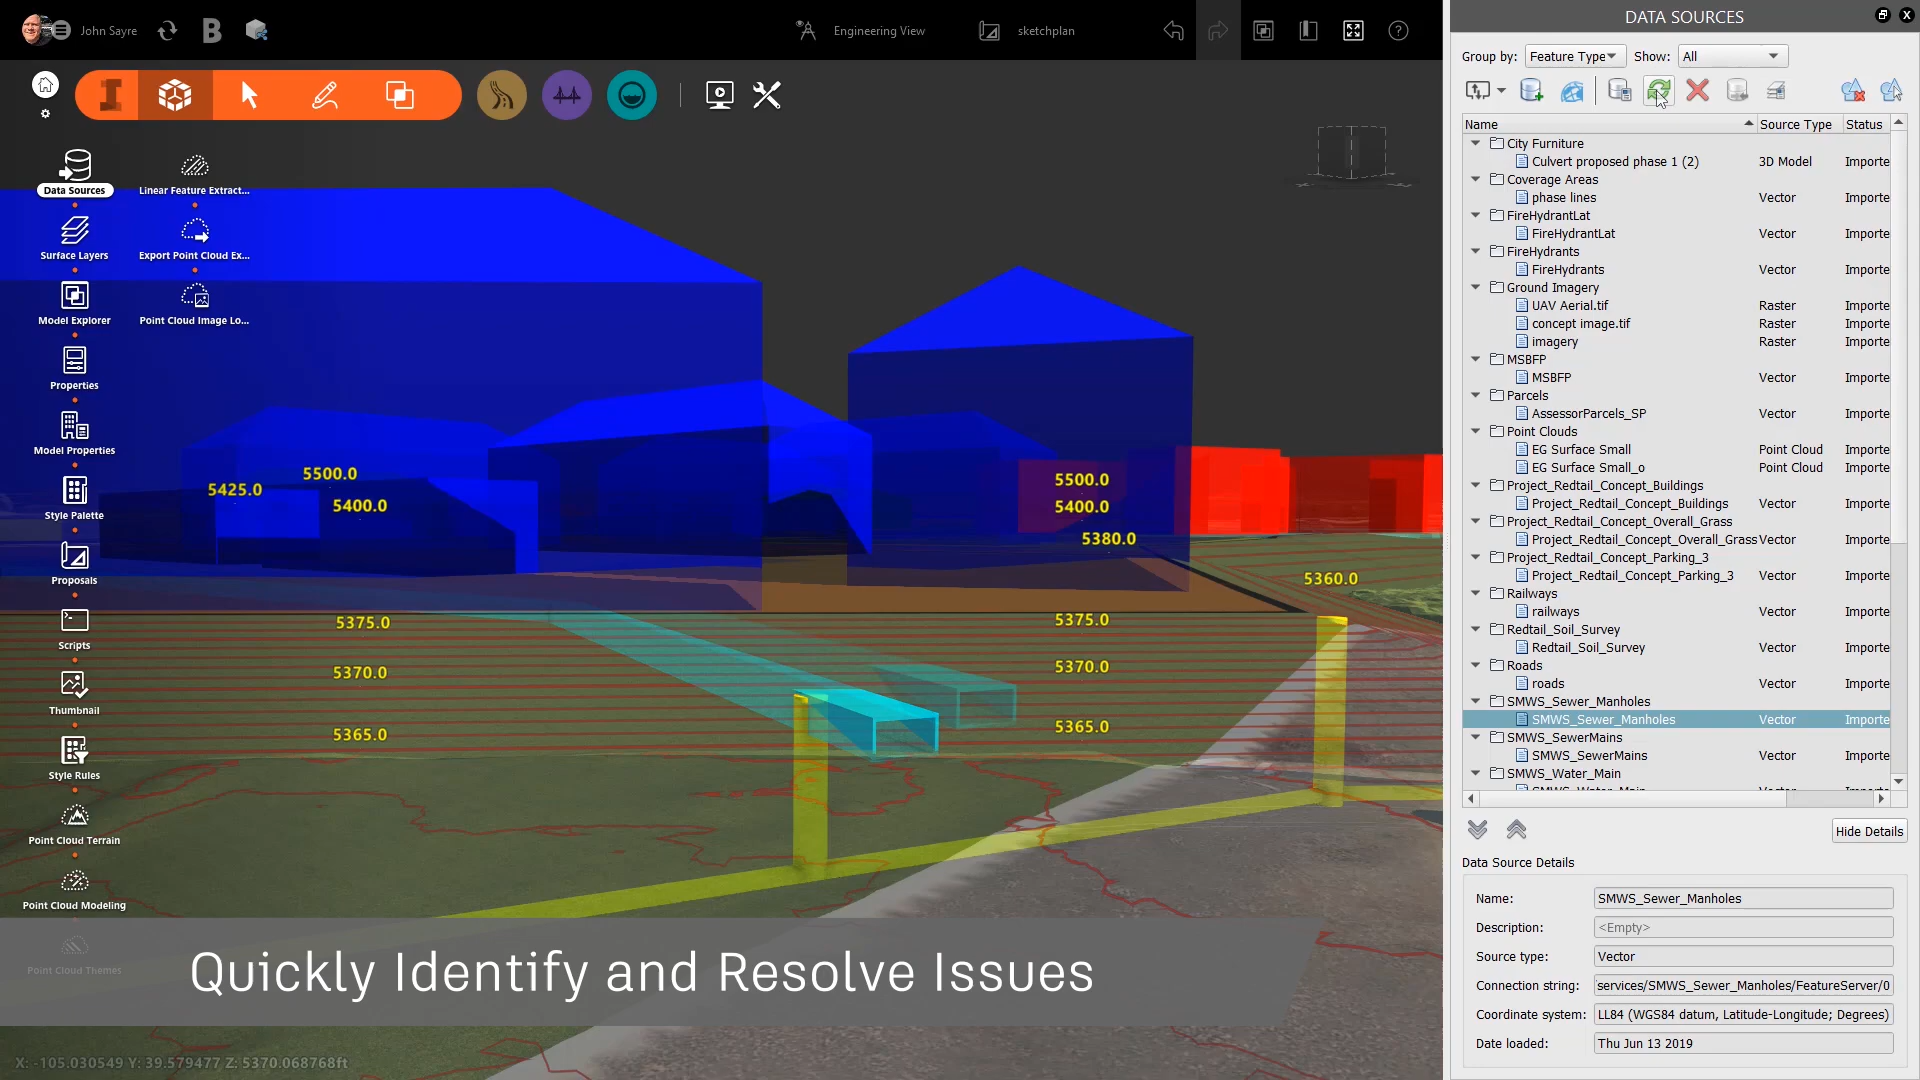 John Sayre
B
Engineering View
sketchplan
Data Sources
Linear Feature Extract...
Surface Layers
Export Point Cloud Ex...
Model Explorer
Point Cloud Image Lo...
Properties
Model Properties
Style Palette
Proposals
Scripts
Thumbnail
Style Rules
Point Cloud Terrain
Point Cloud Modeling
Point Cloud Themes
5425.0
5500.0
5400.0
5500.0
5400.0
5380.0
5360.0
5375.0
5375.0
5370.0
5370.0
5365.0
5365.0
Quickly Identify and Resolve Issues
X: -105.030549 Y: 39.579477 Z: 5370.068768ft
DATA SOURCES
Group by: Feature Type Show: All
Name Source Type Status
City Furniture
Culvert proposed phase 1 (2) 3D Model Importe
Coverage Areas
phase lines Vector Importe
FireHydrantLat
FireHydrantLat Vector Importe
FireHydrants
FireHydrants Vector Importe
Ground Imagery
UAV Aerial.tif Raster Importe
concept image.tif Raster Importe
imagery Raster Importe
MSBFP
MSBFP Vector Importe
Parcels
AssessorParcels_SP Vector Importe
Point Clouds
EG Surface Small Point Cloud Importe
EG Surface Small_o Point Cloud Importe
Project_Redtail_Concept_Buildings
Project_Redtail_Concept_Buildings Vector Importe
Project_Redtail_Concept_Overall_Grass
Project_Redtail_Concept_Overall_Grass Vector Importe
Project_Redtail_Concept_Parking_3
Project_Redtail_Concept_Parking_3 Vector Importe
Railways
railways Vector Importe
Redtail_Soil_Survey
Redtail_Soil_Survey Vector Importe
Roads
roads Vector Importe
SMWS_Sewer_Manholes
SMWS_Sewer_Manholes Vector Importe
SMWS_SewerMains
SMWS_SewerMains Vector Importe
SMWS_Water_Main
SMWS_Water_Main Vector Importe
Hide Details
Data Source Details
Name: SMWS_Sewer_Manholes
Description: <Empty>
Source type: Vector
Connection string: services/SMWS_Sewer_Manholes/FeatureServer/0
Coordinate system: LL84 (WGS84 datum, Latitude-Longitude; Degrees)
Date loaded: Thu Jun 13 2019